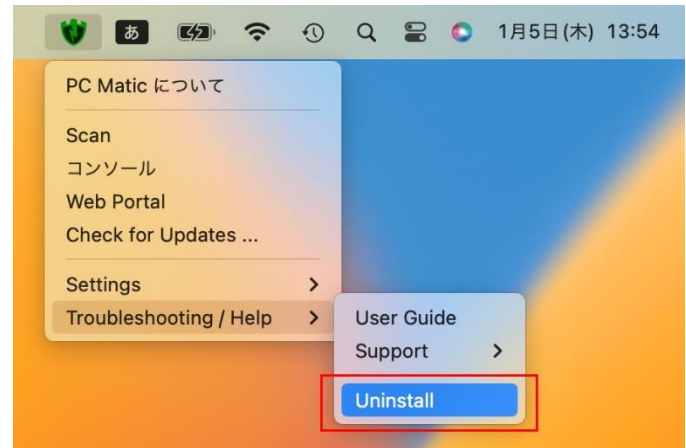 あ
1月5日(木) 13:54
PC Matic について
Scan
コンソール
Web Portal
Check for Updates ...
Settings
Troubleshooting / Help
User Guide
Support
Uninstall